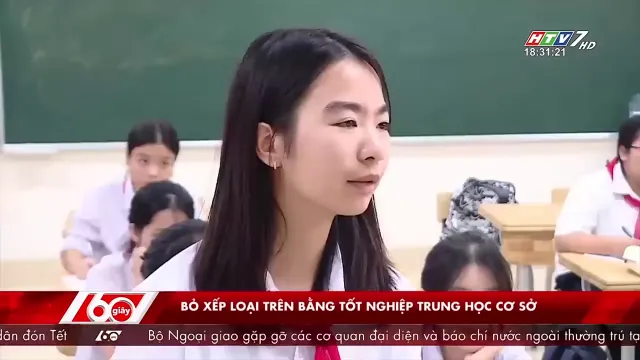 HTV7 HD
18:31:21
BỎ XẾP LOẠI TRÊN BẰNG TỐT NGHIỆP TRUNG HỌC CƠ SỞ
60 giây
dân đón Tết 60 Bộ Ngoại giao gặp gỡ các cơ quan đại diện và báo chí nước ngoài thường trú tạ